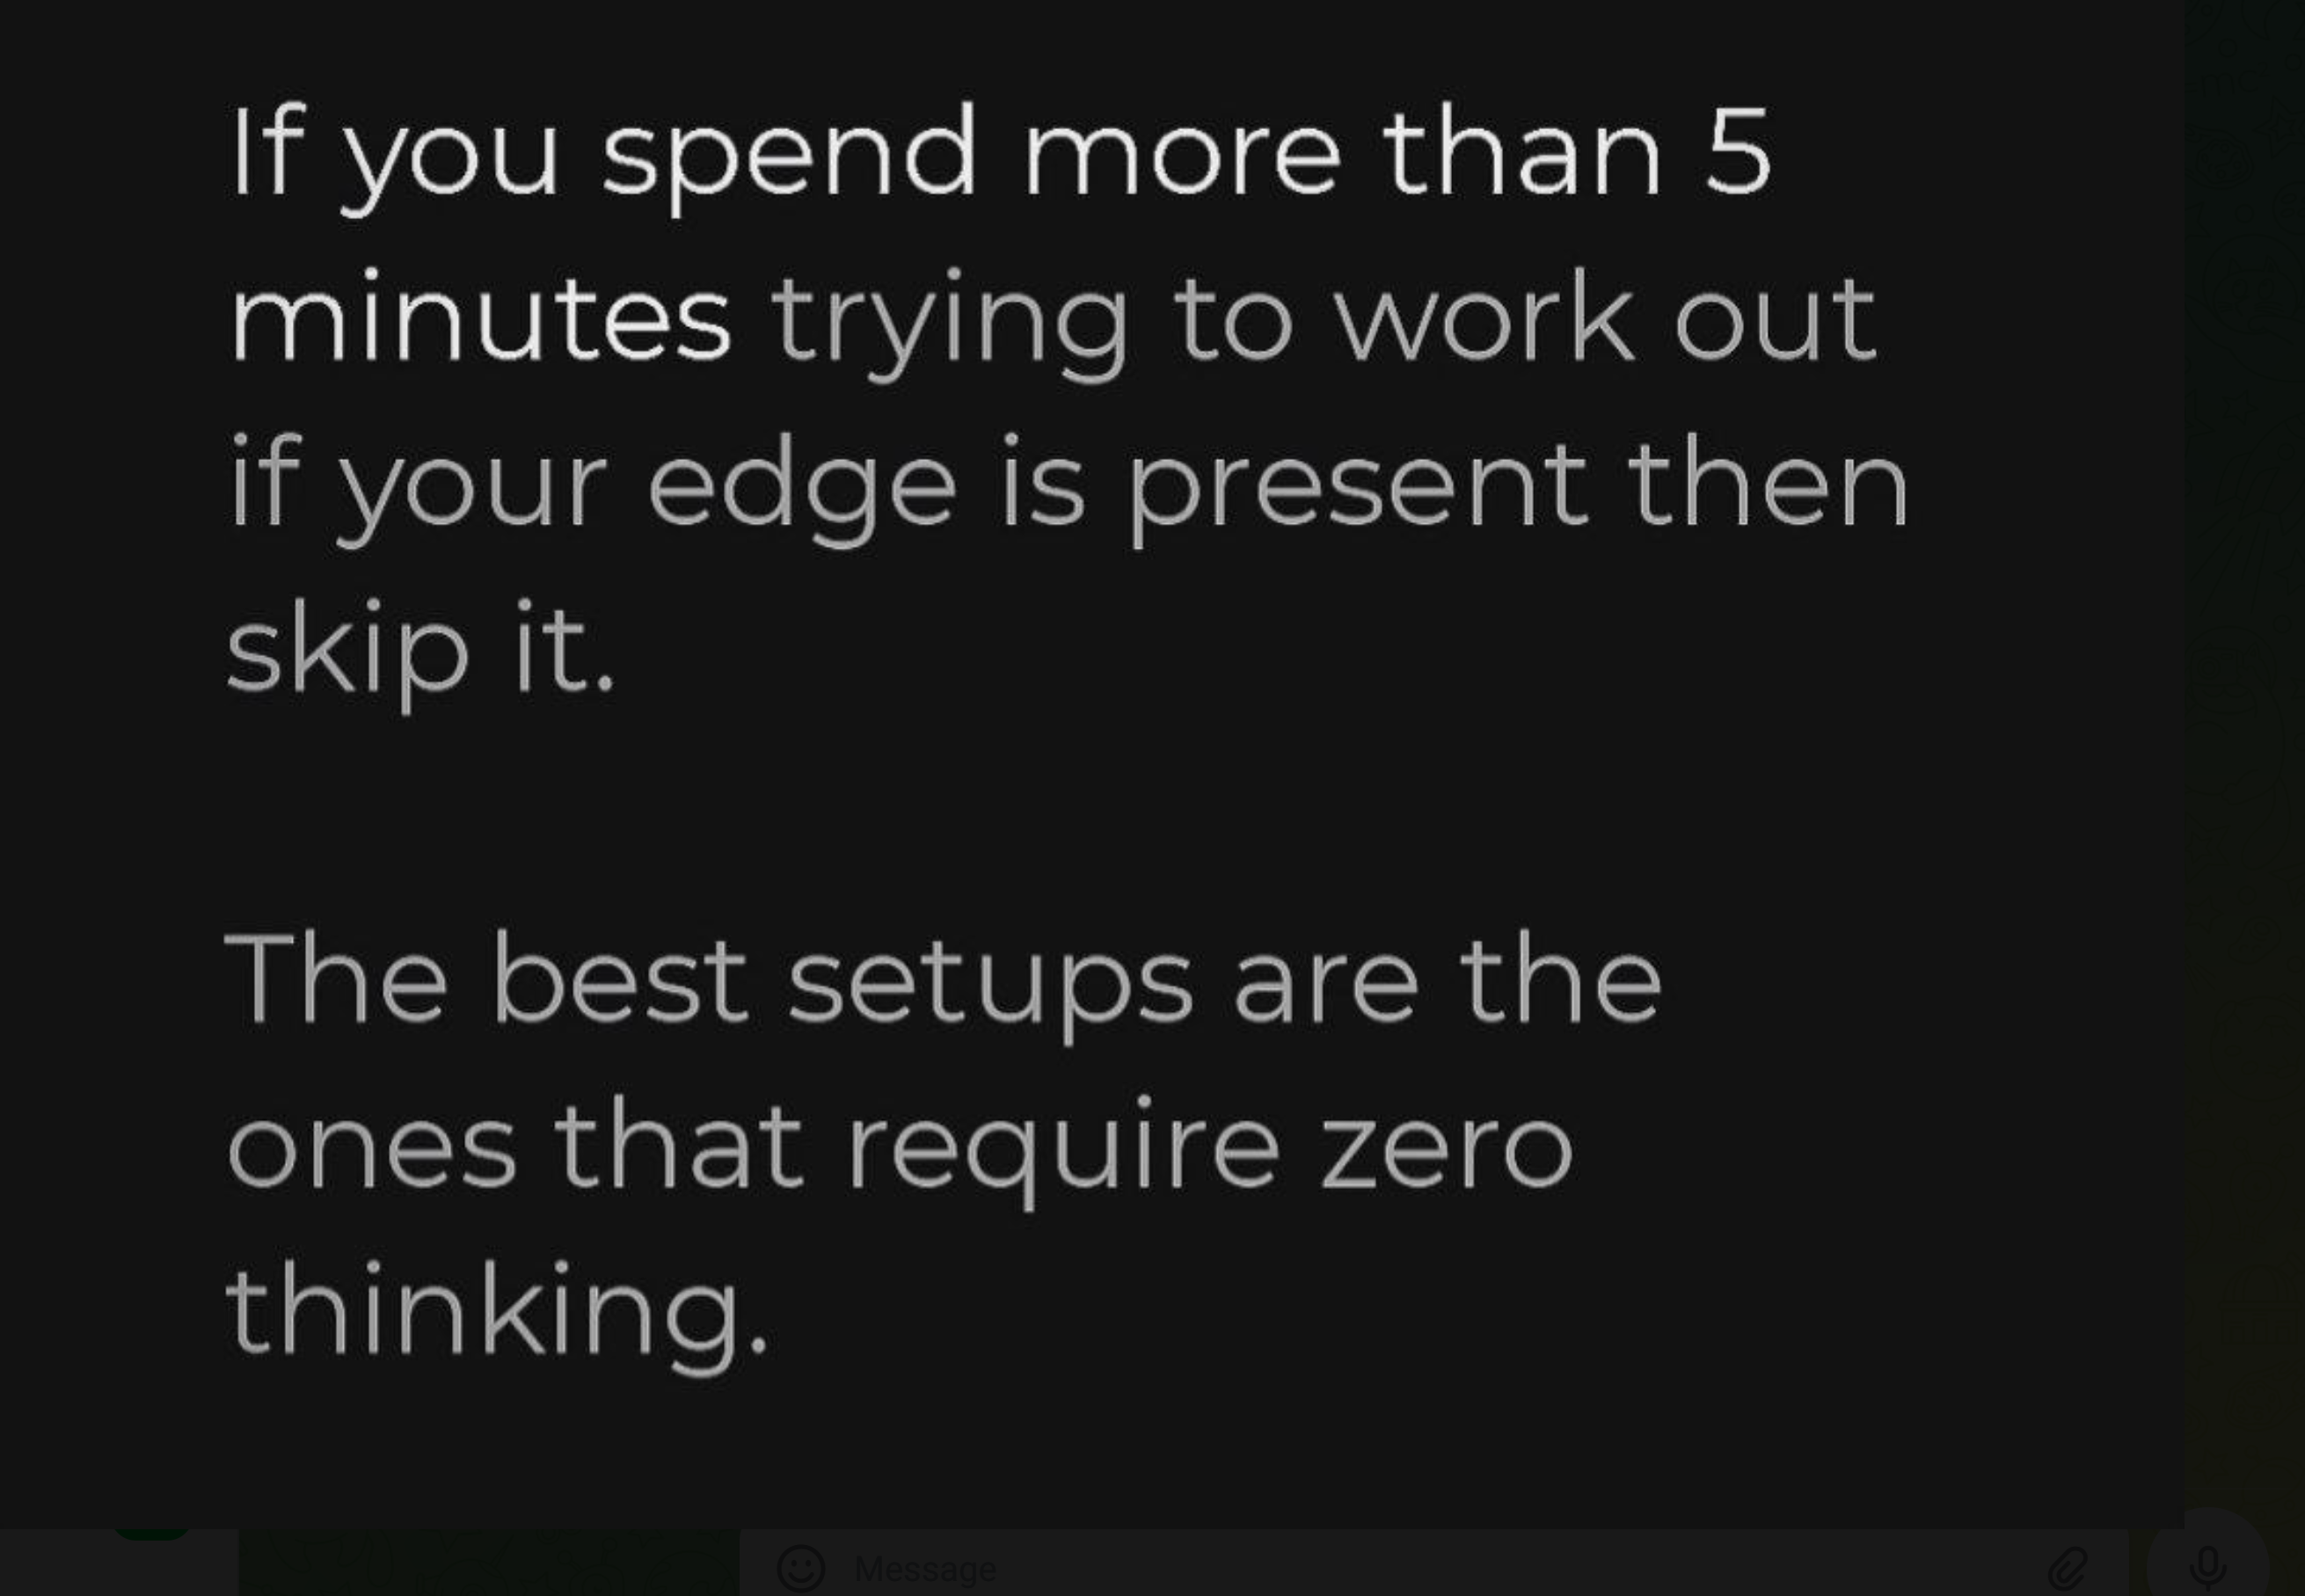 If you spend more than 5
minutes trying to work out
if your edge is present then
skip it.
The best setups are the
ones that require zero
thinking.
Message